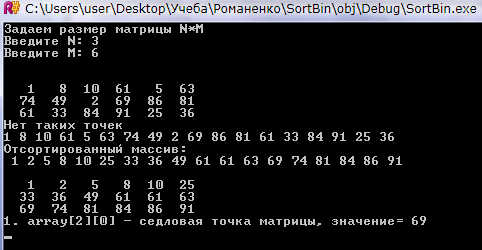 C:\Users\user\Desktop\Учеба\Романенко\SortBin\obj\Debug\SortBin.exe
Задаем размер матрицы N*M
Введите N: 3
Введите M: 6
1 8 10 61 5 63
74 49 2 69 86 81
61 33 84 91 25 36
Нет таких точек
1 8 10 61 5 63 74 49 2 69 86 81 61 33 84 91 25 36
Отсортированный массив:
1 2 5 8 10 25 33 36 49 61 61 63 69 74 81 84 86 91
1 2 5 8 10 25
33 36 49 61 61 63
69 74 81 84 86 91
1. array[2][0] - седловая точка матрицы, значение= 69